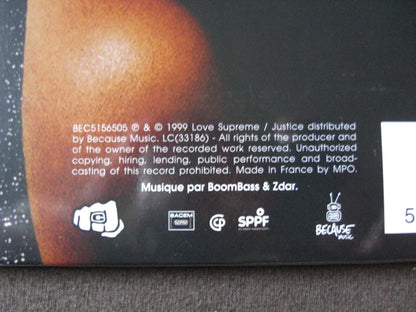 BEC5156505 ℗ & © 1999 Love Supreme / Justice distributed
by Because Music. LC(33186) - All rights of the producer and
of the owner of the recorded work reserved. Unauthorized
copying, hiring, lending, public performance and broad-
casting of this record prohibited. Made in France by MPO.
Musique par BoomBass & Zdar.
C
SACEM
SPPF
BECAUSE
MUSIC
5